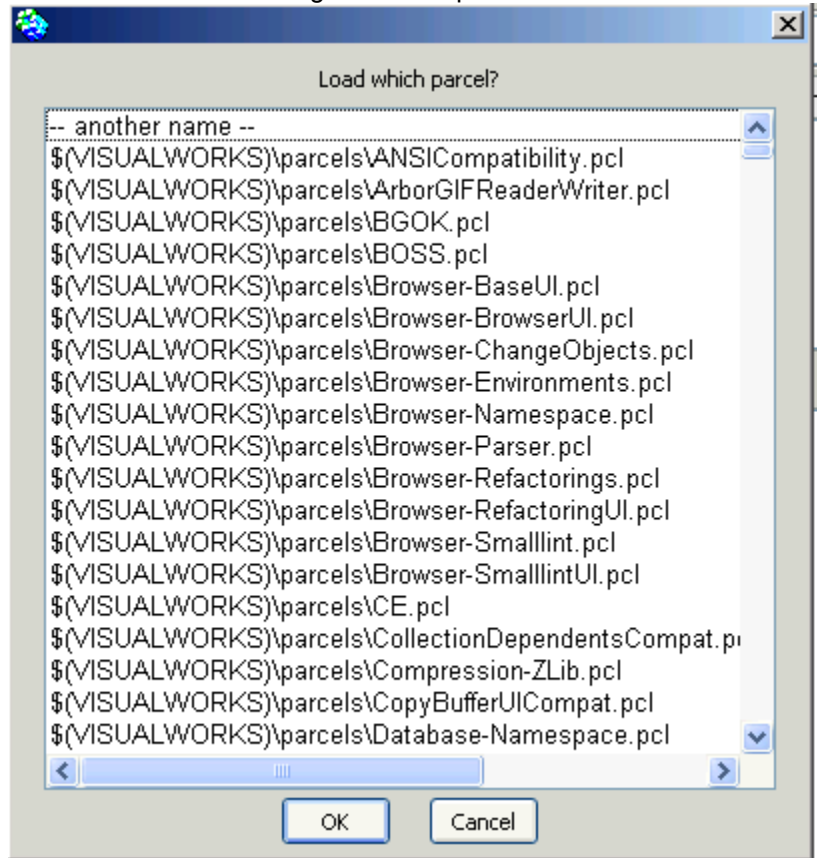 Load which parcel?
-- another name --
$(VISUALWORKS)\parcels\ANSICompatibility.pcl
$(VISUALWORKS)\parcels\ArborGIFReaderWriter.pcl
$(VISUALWORKS)\parcels\BGOK.pcl
$(VISUALWORKS)\parcels\BOSS.pcl
$(VISUALWORKS)\parcels\Browser-BaseUI.pcl
$(VISUALWORKS)\parcels\Browser-BrowserUI.pcl
$(VISUALWORKS)\parcels\Browser-ChangeObjects.pcl
$(VISUALWORKS)\parcels\Browser-Environments.pcl
$(VISUALWORKS)\parcels\Browser-Namespace.pcl
$(VISUALWORKS)\parcels\Browser-Parser.pcl
$(VISUALWORKS)\parcels\Browser-Refactorings.pcl
$(VISUALWORKS)\parcels\Browser-RefactoringUI.pcl
$(VISUALWORKS)\parcels\Browser-Smalllint.pcl
$(VISUALWORKS)\parcels\Browser-SmalllintUI.pcl
$(VISUALWORKS)\parcels\CE.pcl
$(VISUALWORKS)\parcels\CollectionDependentsCompat.p
$(VISUALWORKS)\parcels\Compression-ZLib.pcl
$(VISUALWORKS)\parcels\CopyBufferUICompat.pcl
$(VISUALWORKS)\parcels\Database-Namespace.pcl
OK Cancel